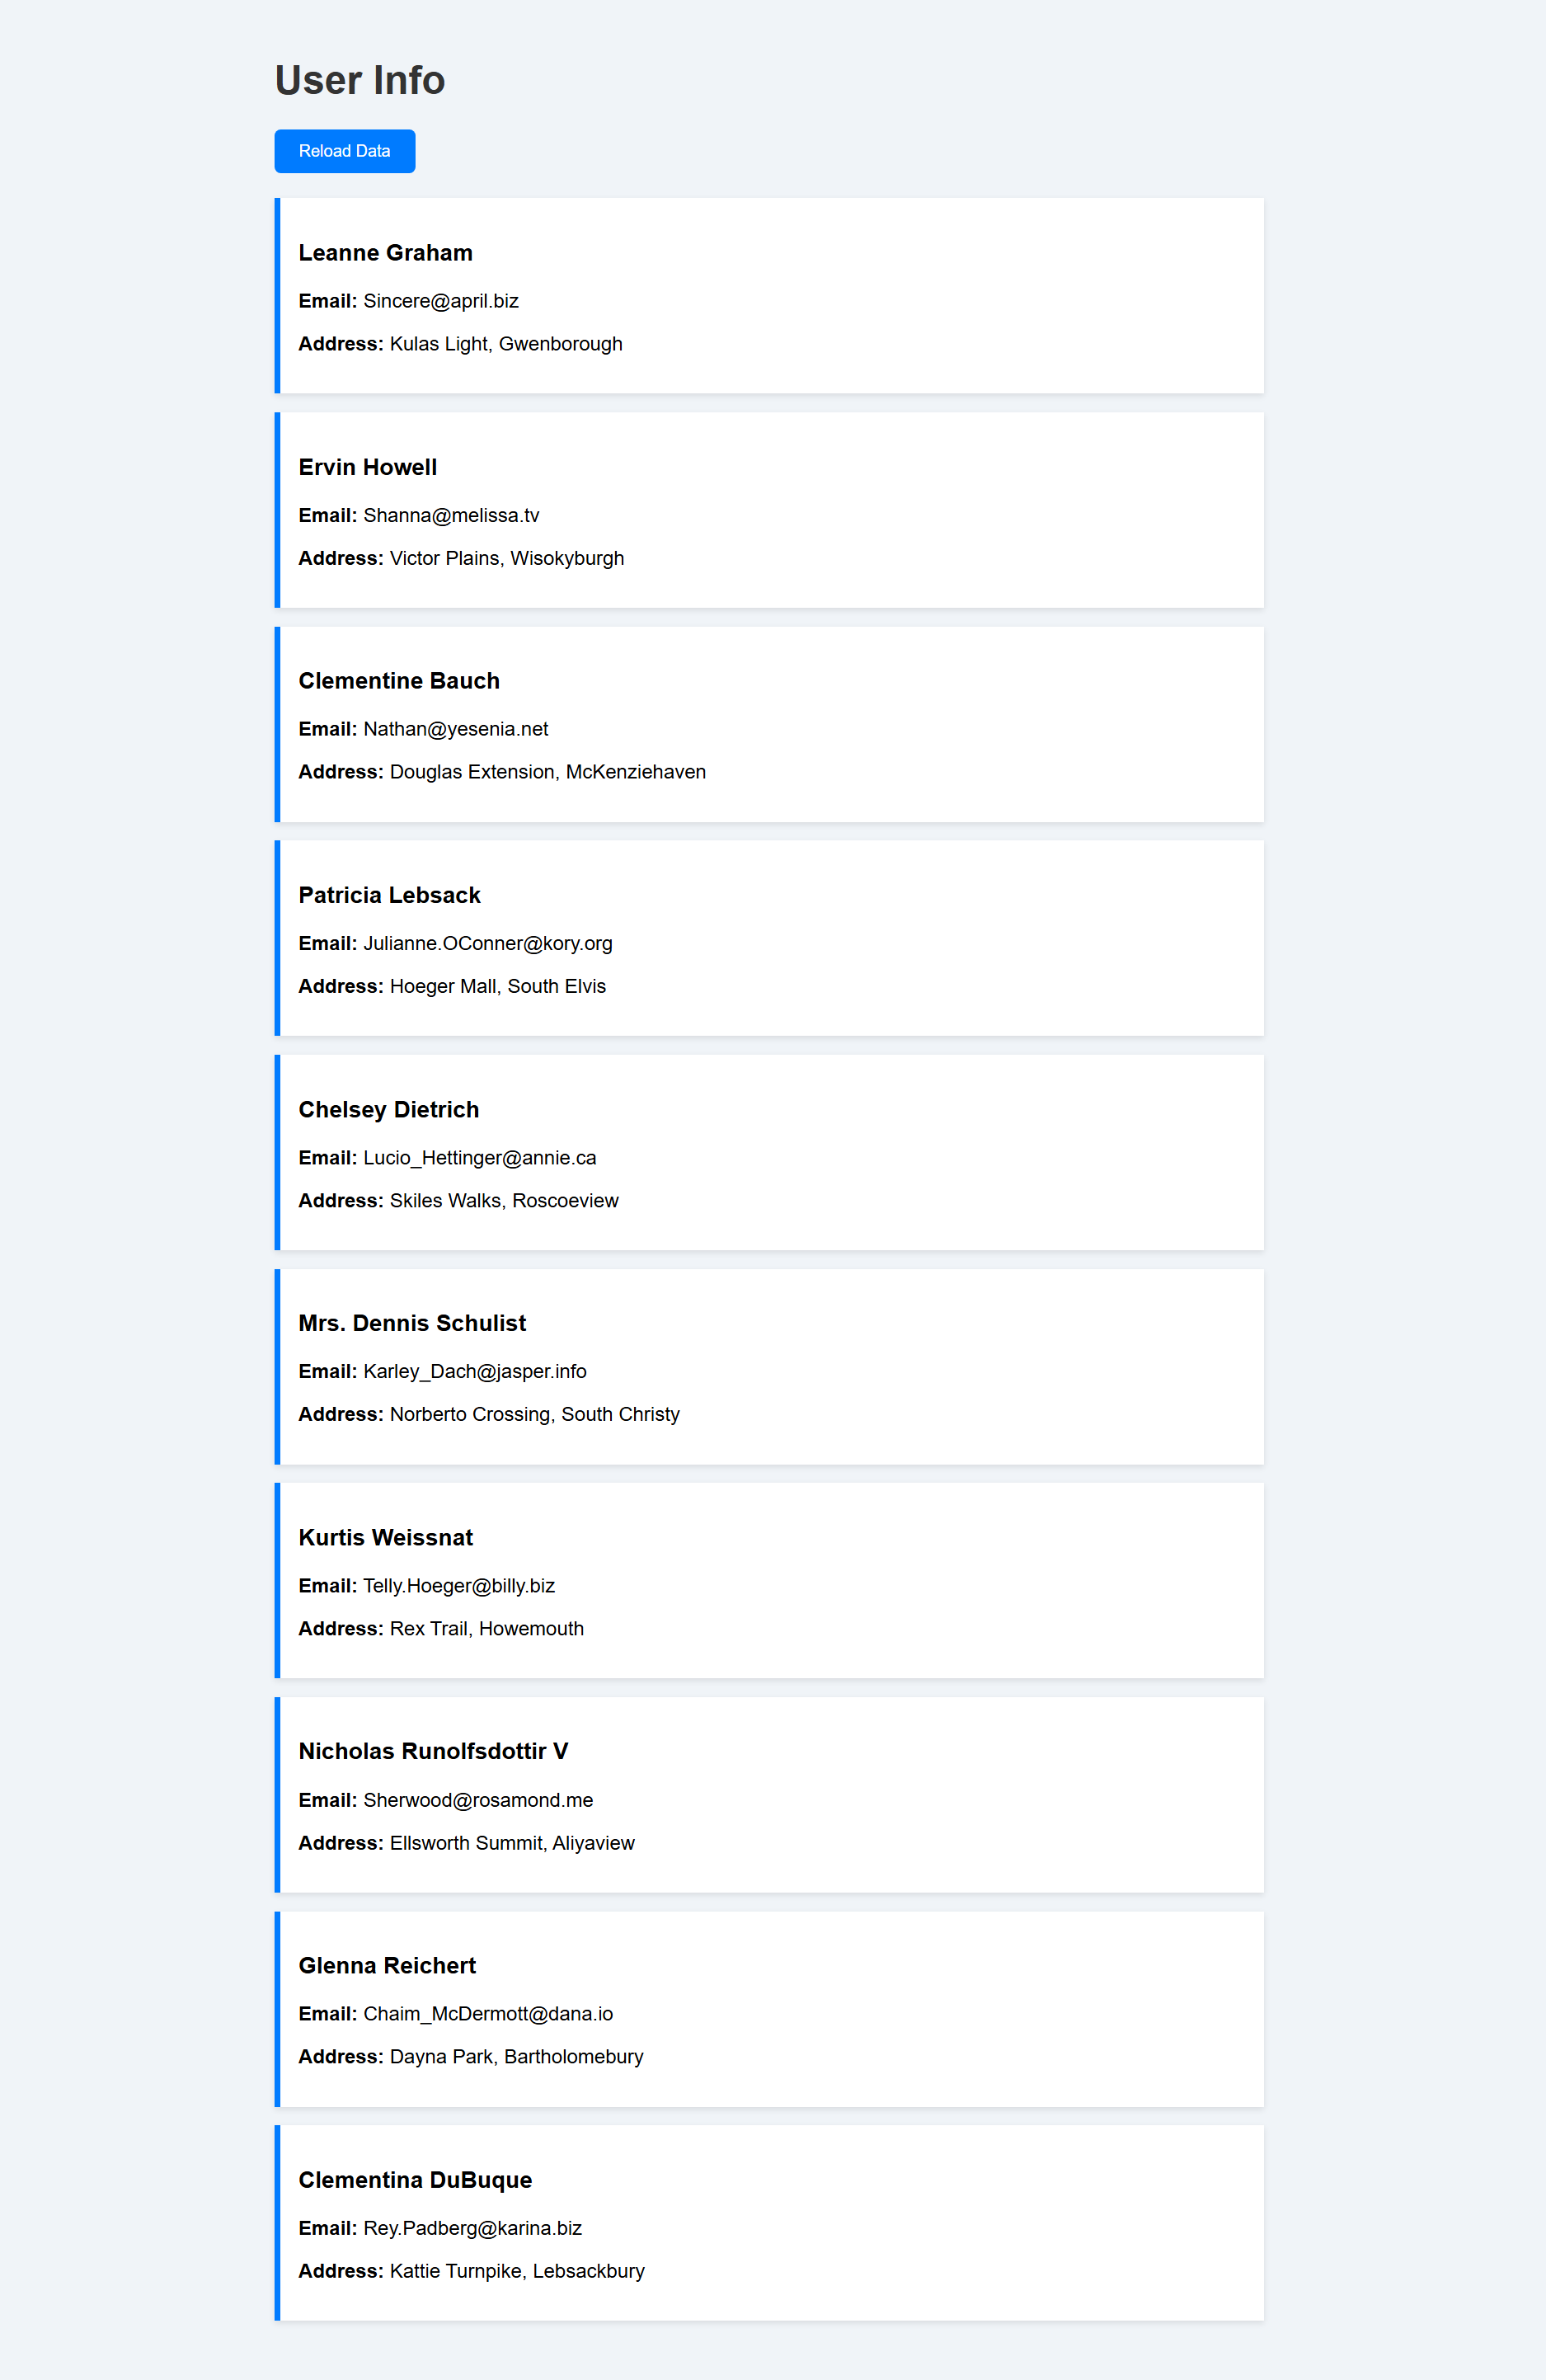 User Info
Reload Data
Leanne Graham
Email: Sincere@april.biz
Address: Kulas Light, Gwenborough
Ervin Howell
Email: Shanna@melissa.tv
Address: Victor Plains, Wisokyburgh
Clementine Bauch
Email: Nathan@yesenia.net
Address: Douglas Extension, McKenziehaven
Patricia Lebsack
Email: Julianne.OConner@kory.org
Address: Hoeger Mall, South Elvis
Chelsey Dietrich
Email: Lucio_Hettinger@annie.ca
Address: Skiles Walks, Roscoeview
Mrs. Dennis Schulist
Email: Karley_Dach@jasper.info
Address: Norberto Crossing, South Christy
Kurtis Weissnat
Email: Telly.Hoeger@billy.biz
Address: Rex Trail, Howemouth
Nicholas Runolfsdottir V
Email: Sherwood@rosamond.me
Address: Ellsworth Summit, Aliyaview
Glenna Reichert
Email: Chaim_McDermott@dana.io
Address: Dayna Park, Bartholomebury
Clementina DuBuque
Email: Rey.Padberg@karina.biz
Address: Kattie Turnpike, Lebsackbury